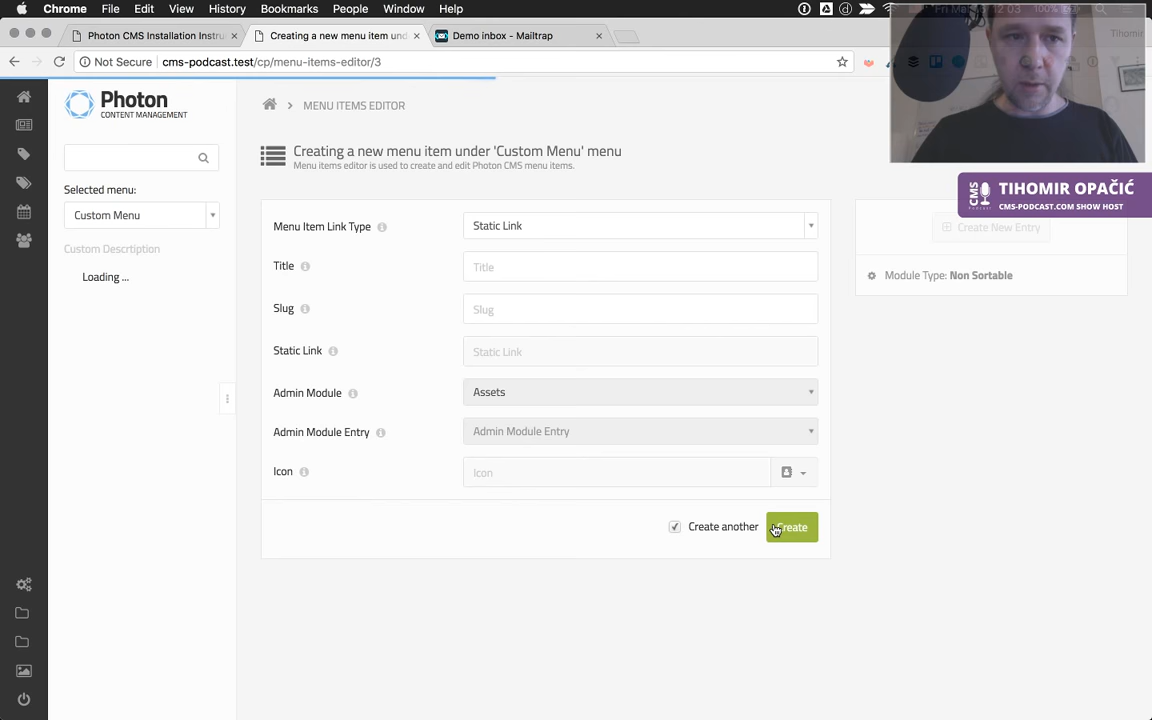 Chrome File Edit View History Bookmarks People Window Help
Photon CMS Installation Instru × Creating a new menu item und × Demo inbox - Mailtrap ×
Not Secure cms-podcast.test/cp/menu-items-editor/3
Photon
CONTENT MANAGEMENT
MENU ITEMS EDITOR
Creating a new menu item under 'Custom Menu' menu
Menu items editor is used to create and edit Photon CMS menu items.
Selected menu:
Custom Menu
Custom Descrtiption
Loading ...
Menu Item Link Type Static Link
Title Title
Slug Slug
Static Link Static Link
Admin Module Assets
Admin Module Entry Admin Module Entry
Icon Icon
Create another Create
TIHOMIR OPAČIĆ
CMS Podcast
CMS-PODCAST.COM SHOW HOST
Create New Entry
Module Type: Non Sortable